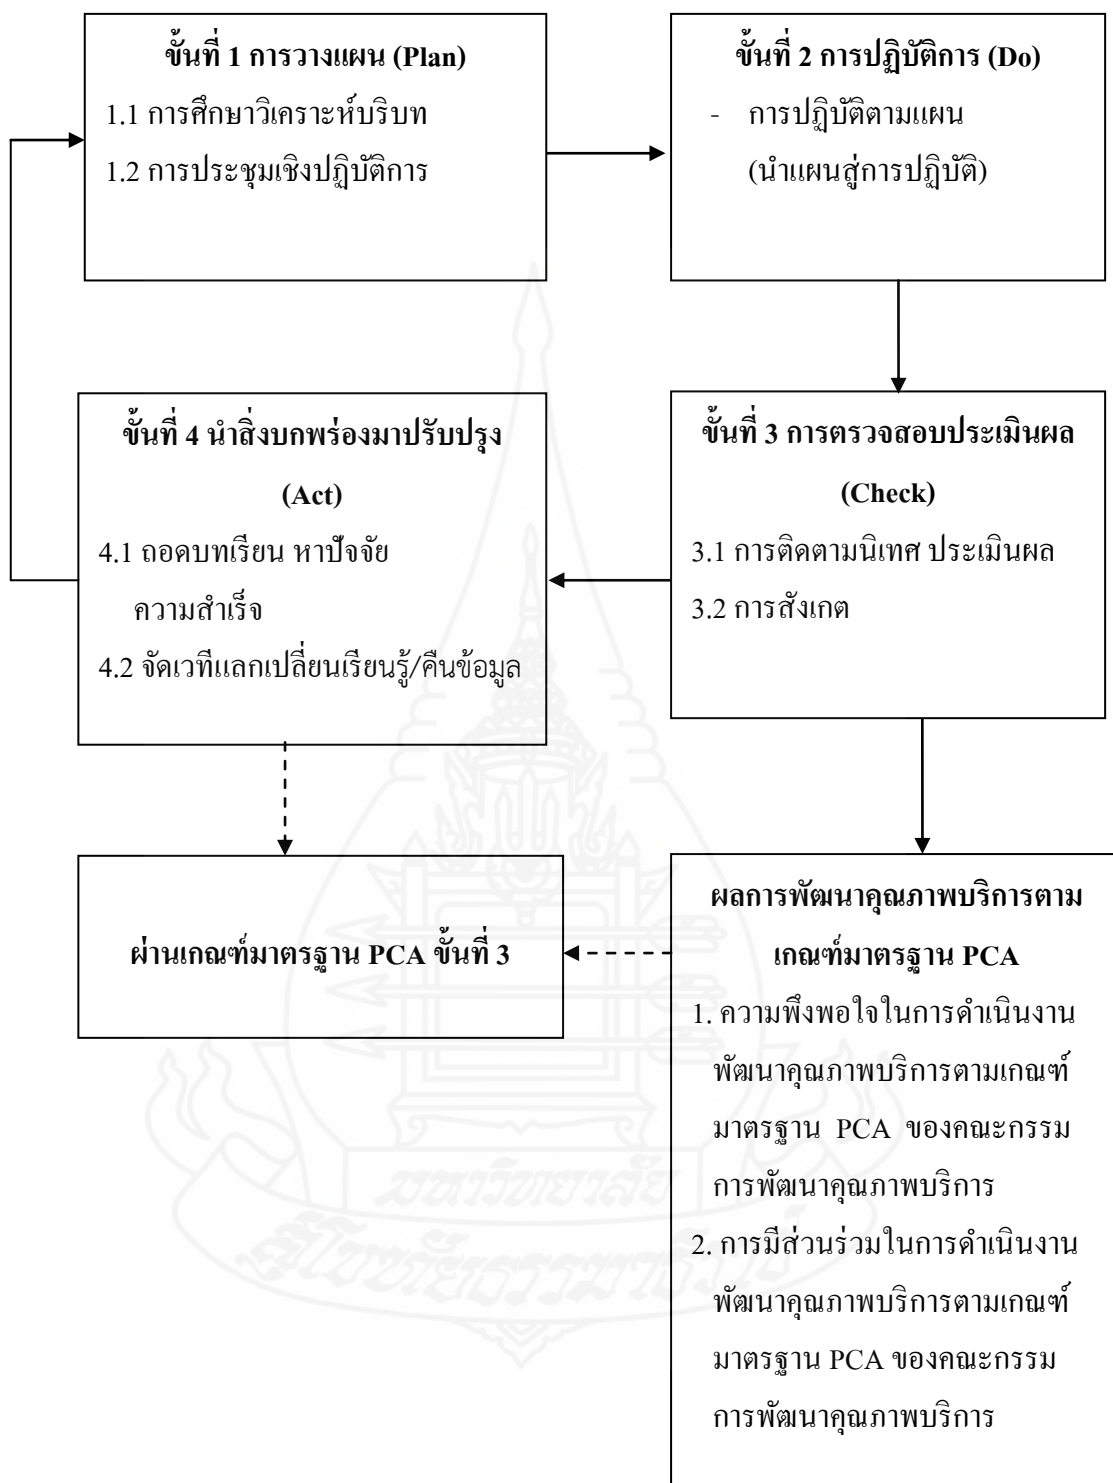 ขั้นที่ 1 การวางแผน (Plan)
1.1 การศึกษาวิเคราะห์บริบท
1.2 การประชุมเชิงปฏิบัติการ
ขั้นที่ 2 การปฏิบัติการ (Do)
- การปฏิบัติตามแผน
(นำแผนสู่การปฏิบัติ)
ขั้นที่ 4 นำสิ่งบกพร่องมาปรับปรุง
(Act)
4.1 ถอดบทเรียน หาปัจจัย
ความสำเร็จ
4.2 จัดเวทีแลกเปลี่ยนเรียนรู้/คืนข้อมูล
ขั้นที่ 3 การตรวจสอบประเมินผล
(Check)
3.1 การติดตามนิเทศ ประเมินผล
3.2 การสังเกต
ผ่านเกณฑ์มาตรฐาน PCA ขั้นที่ 3
ผลการพัฒนาคุณภาพบริการตาม
เกณฑ์มาตรฐาน PCA
1. ความพึงพอใจในการดำเนินงาน
พัฒนาคุณภาพบริการตามเกณฑ์
มาตรฐาน PCA ของคณะกรรม
การพัฒนาคุณภาพบริการ
2. การมีส่วนร่วมในการดำเนินงาน
พัฒนาคุณภาพบริการตามเกณฑ์
มาตรฐาน PCA ของคณะกรรม
การพัฒนาคุณภาพบริการ
มหาวิทยาลัย
สุโขทัยธรรมาธิราช